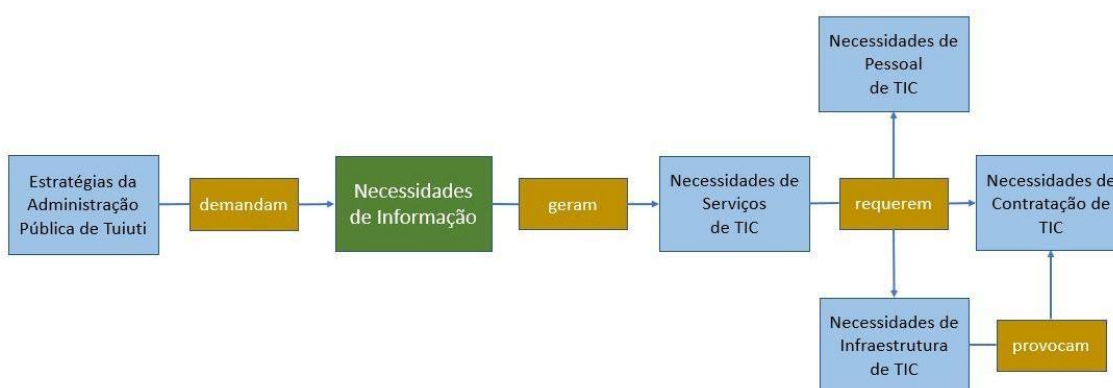 Necessidades de
Pessoal
de TIC
Estratégias da
Administração
Pública de Tuiuti
demandam
Necessidades
de Informação
geram
Necessidades de
Serviços
de TIC
requerem
Necessidades de
Contratação de
TIC
Necessidades de
Infraestrutura
de TIC
provocam